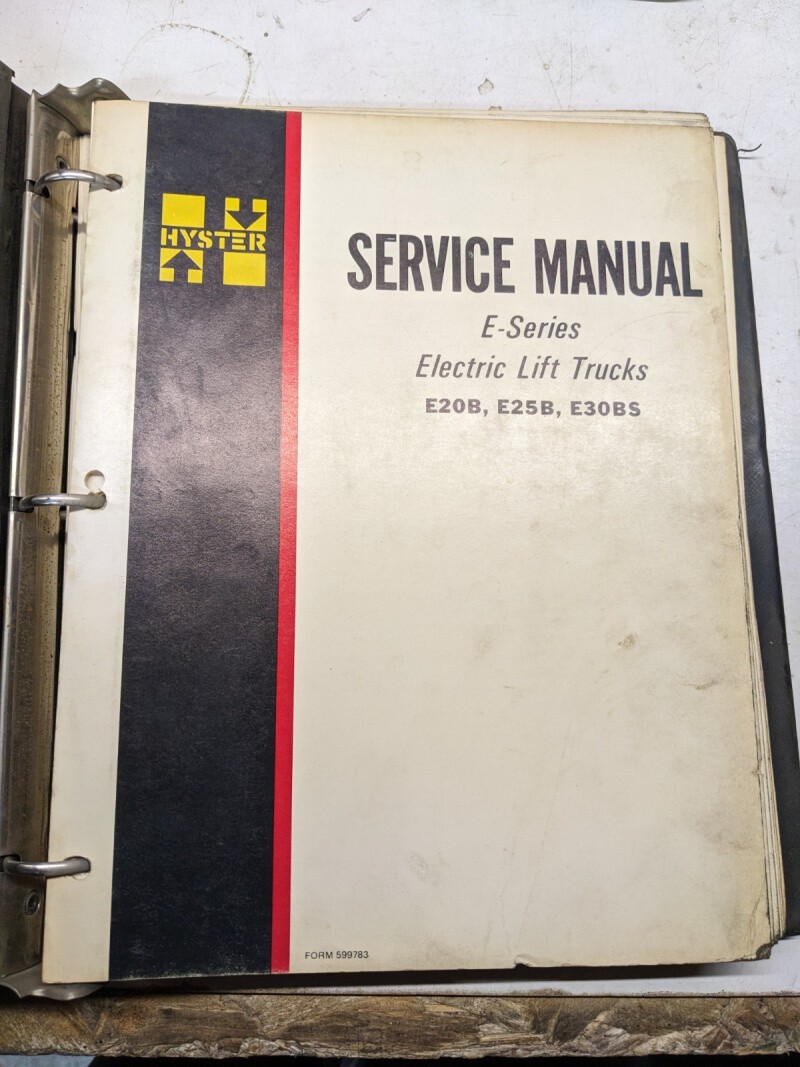 HYSTER
SERVICE MANUAL
E-Series
Electric Lift Trucks
E20B, E25B, E30BS
FORM 599783